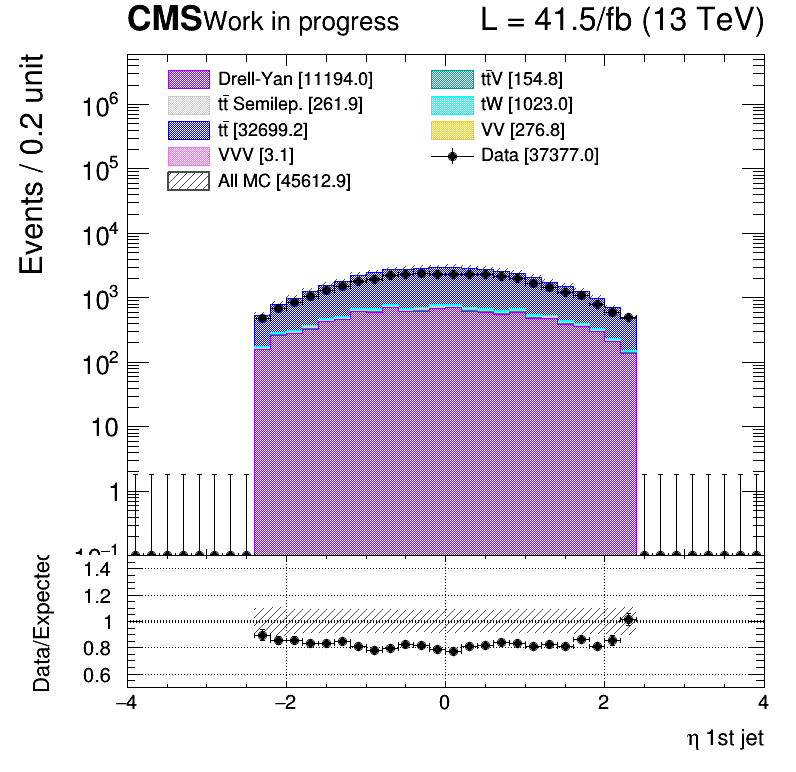 CMS Work in progress L = 41.5/fb (13 TeV)
Events / 0.2 unit
Drell-Yan [11194.0]
tt̄ Semilep. [261.9]
tt̄ [32699.2]
VVV [3.1]
All MC [45612.9]
tt̄V [154.8]
tW [1023.0]
VV [276.8]
Data [37377.0]
10⁶
10⁵
10⁴
10³
10²
10
1
Data/Expected
1.4
1.2
1
0.8
0.6
−4 −2 0 2 4
η 1st jet